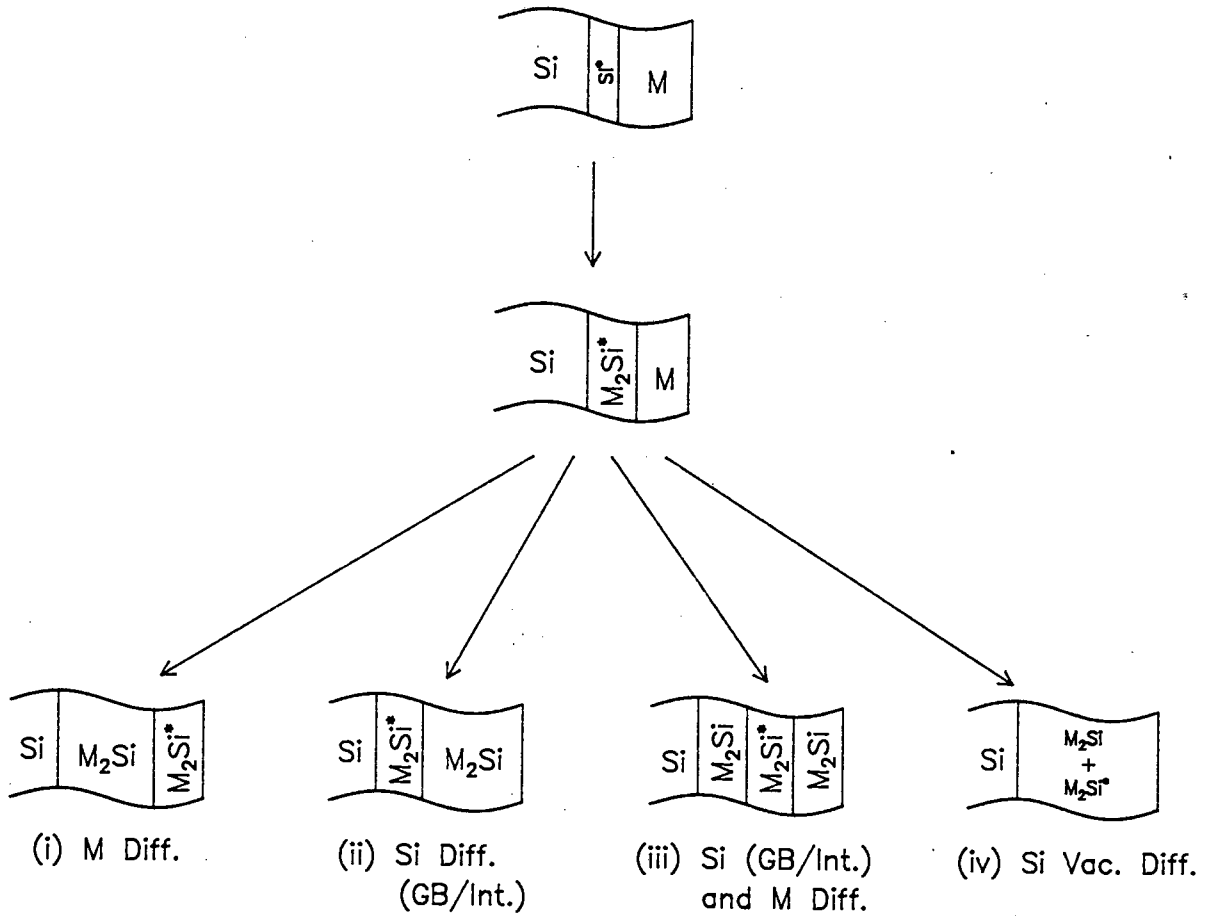 Si Si* M
Si M₂Si* M
Si M₂Si M₂Si*
Si M₂Si* M₂Si
Si M₂Si M₂Si* M₂Si
Si M₂Si
+
M₂Si*
(i) M Diff.
(ii) Si Diff.
(GB/Int.)
(iii) Si (GB/Int.)
and M Diff.
(iv) Si Vac. Diff.